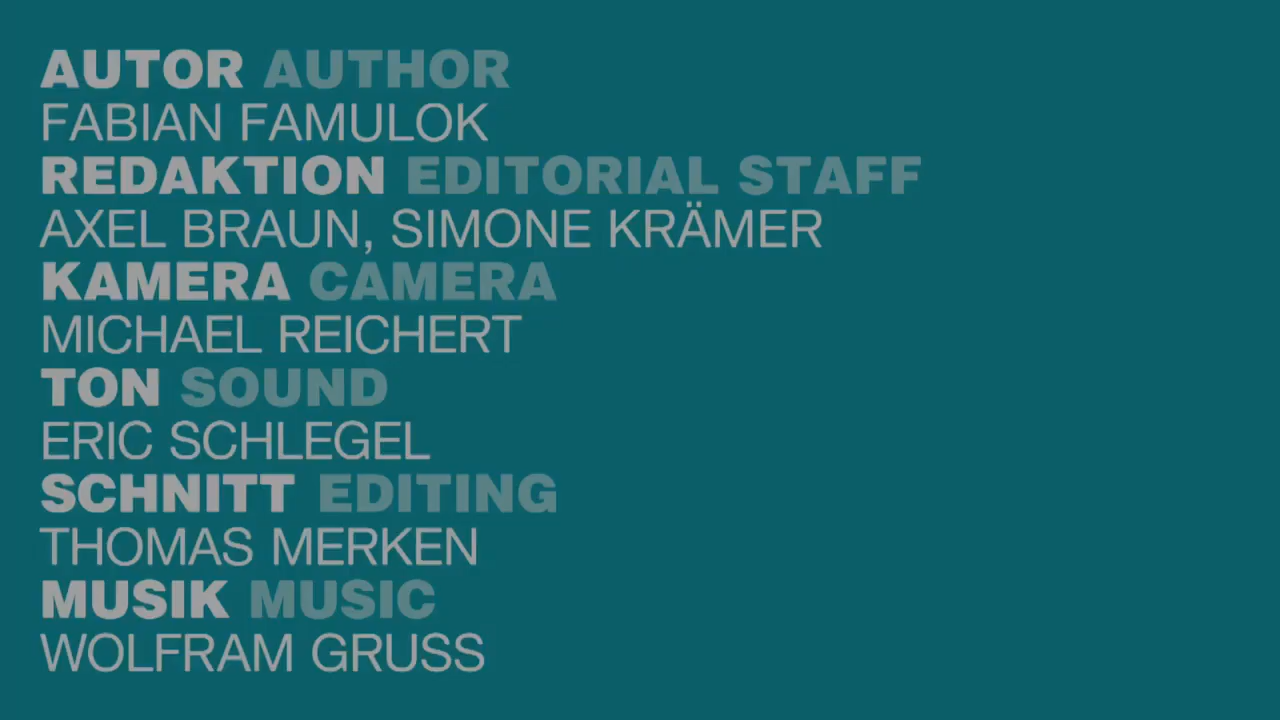 AUTOR AUTHOR
FABIAN FAMULOK
REDAKTION EDITORIAL STAFF
AXEL BRAUN, SIMONE KRÄMER
KAMERA CAMERA
MICHAEL REICHERT
TON SOUND
ERIC SCHLEGEL
SCHNITT EDITING
THOMAS MERKEN
MUSIK MUSIC
WOLFRAM GRUSS